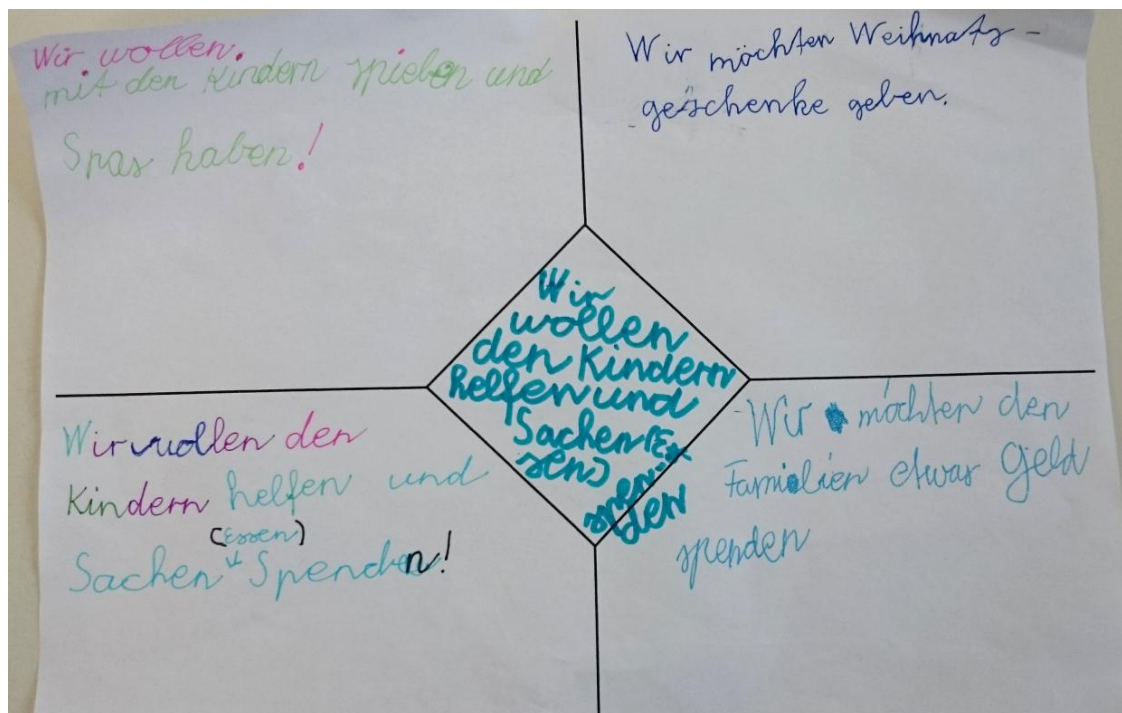 Wir wollen.
mit den Kindern spielen und
Spas haben!
Wir möchten Weihnats-
geschenke geben.
Wir
wollen
den Kindern
helfen und
Sachen (Es-
sen)
spen-
den
Wir wollen den
Kindern helfen und
(Essen)
Sachen Spenden!
Wir möchten den
Familien etwas Geld
spenden